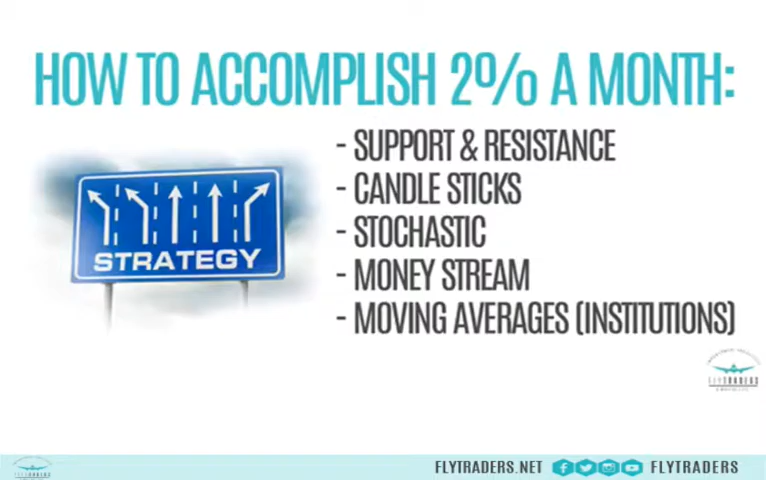 HOW TO ACCOMPLISH 2% A MONTH:
- SUPPORT & RESISTANCE
- CANDLE STICKS
- STOCHASTIC
- MONEY STREAM
- MOVING AVERAGES (INSTITUTIONS)
STRATEGY
FLYTRADERS
FLYTRADERS.NET FLYTRADERS